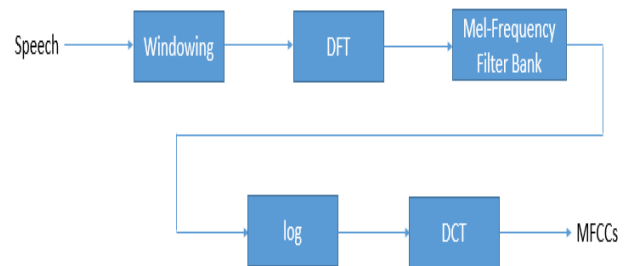 Speech
Windowing
DFT
Mel-Frequency
Filter Bank
log
DCT
MFCCs